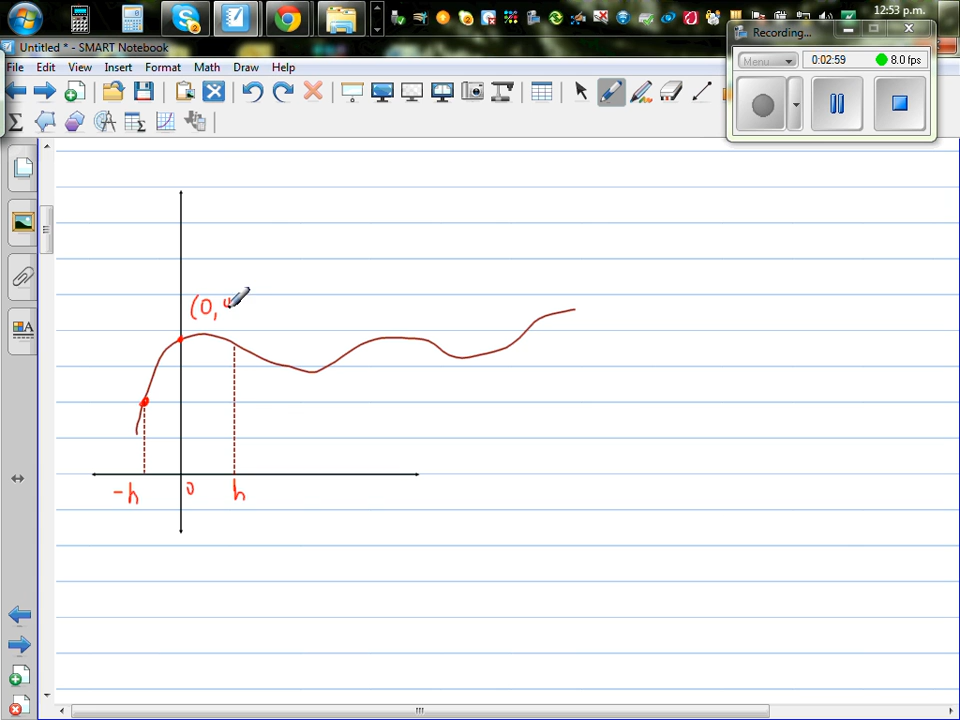 12:53 p.m.
Untitled * - SMART Notebook
Recording...
File Edit View Insert Format Math Draw Help
Menu 0:02:59 8.0 fps
(0,
-h 0 h